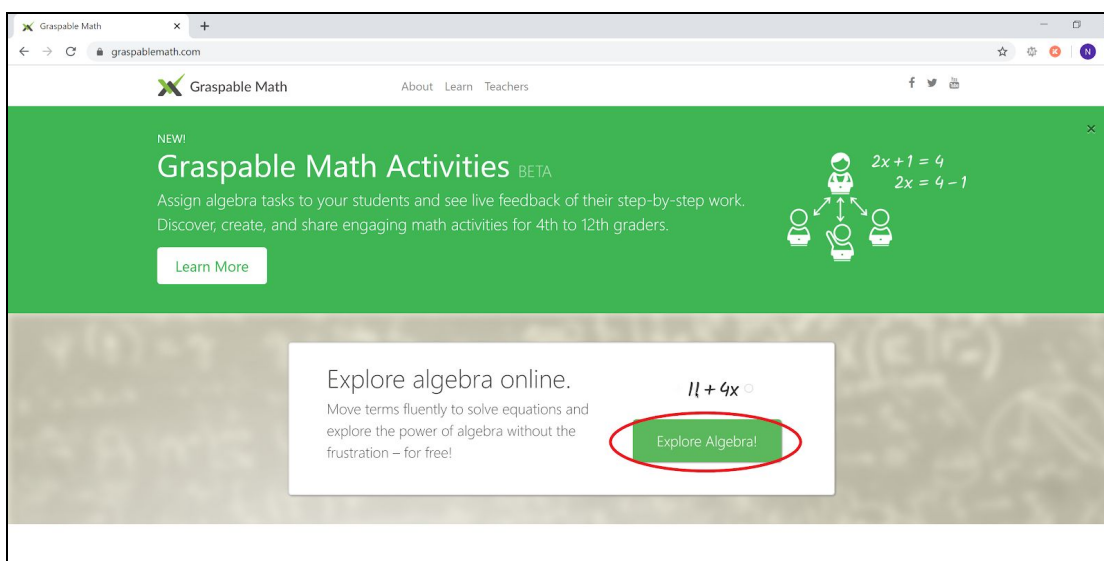 Graspable Math
graspablemath.com
N
Graspable Math
About Learn Teachers
NEW!
Graspable Math Activities BETA
Assign algebra tasks to your students and see live feedback of their step-by-step work.
Discover, create, and share engaging math activities for 4th to 12th graders.
Learn More
2x + 1 = 4
2x = 4 - 1
Explore algebra online.
Move terms fluently to solve equations and
explore the power of algebra without the
frustration – for free!
+ 4x
Explore Algebra!